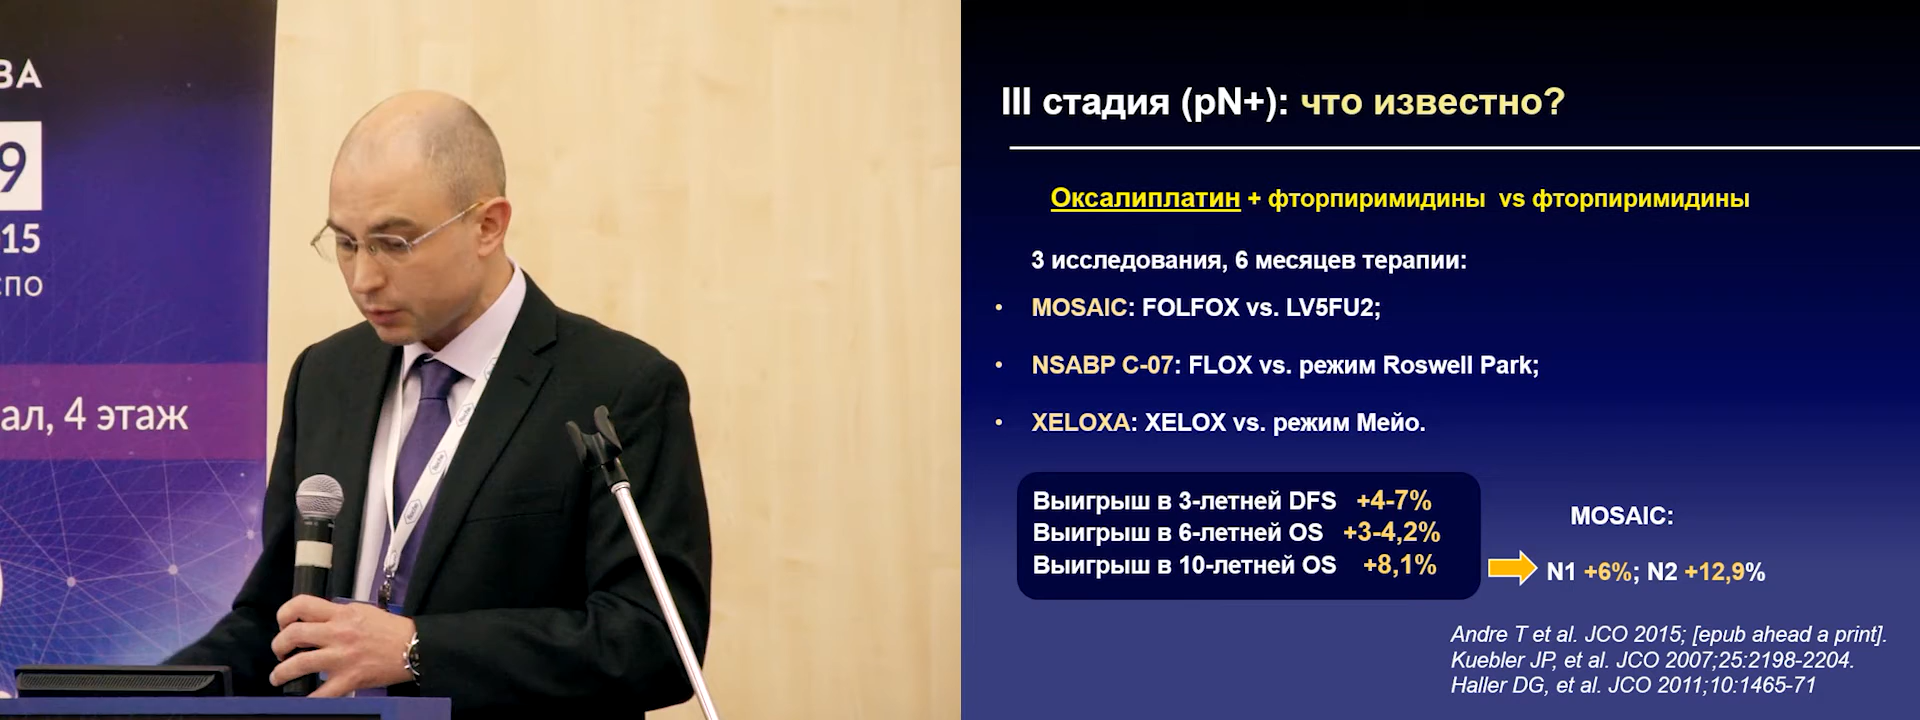 ВА
9
15
спо
ал, 4 этаж
Roche
Roche
Roche
III стадия (pN+): что известно?
Оксалиплатин + фторпиримидины vs фторпиримидины
3 исследования, 6 месяцев терапии:
• MOSAIC: FOLFOX vs. LV5FU2;
• NSABP C-07: FLOX vs. режим Roswell Park;
• XELOXA: XELOX vs. режим Мейо.
Выигрыш в 3-летней DFS +4-7%
Выигрыш в 6-летней OS +3-4,2%
Выигрыш в 10-летней OS +8,1%
MOSAIC:
N1 +6%; N2 +12,9%
Andre T et al. JCO 2015; [epub ahead a print].
Kuebler JP, et al. JCO 2007;25:2198-2204.
Haller DG, et al. JCO 2011;10:1465-71